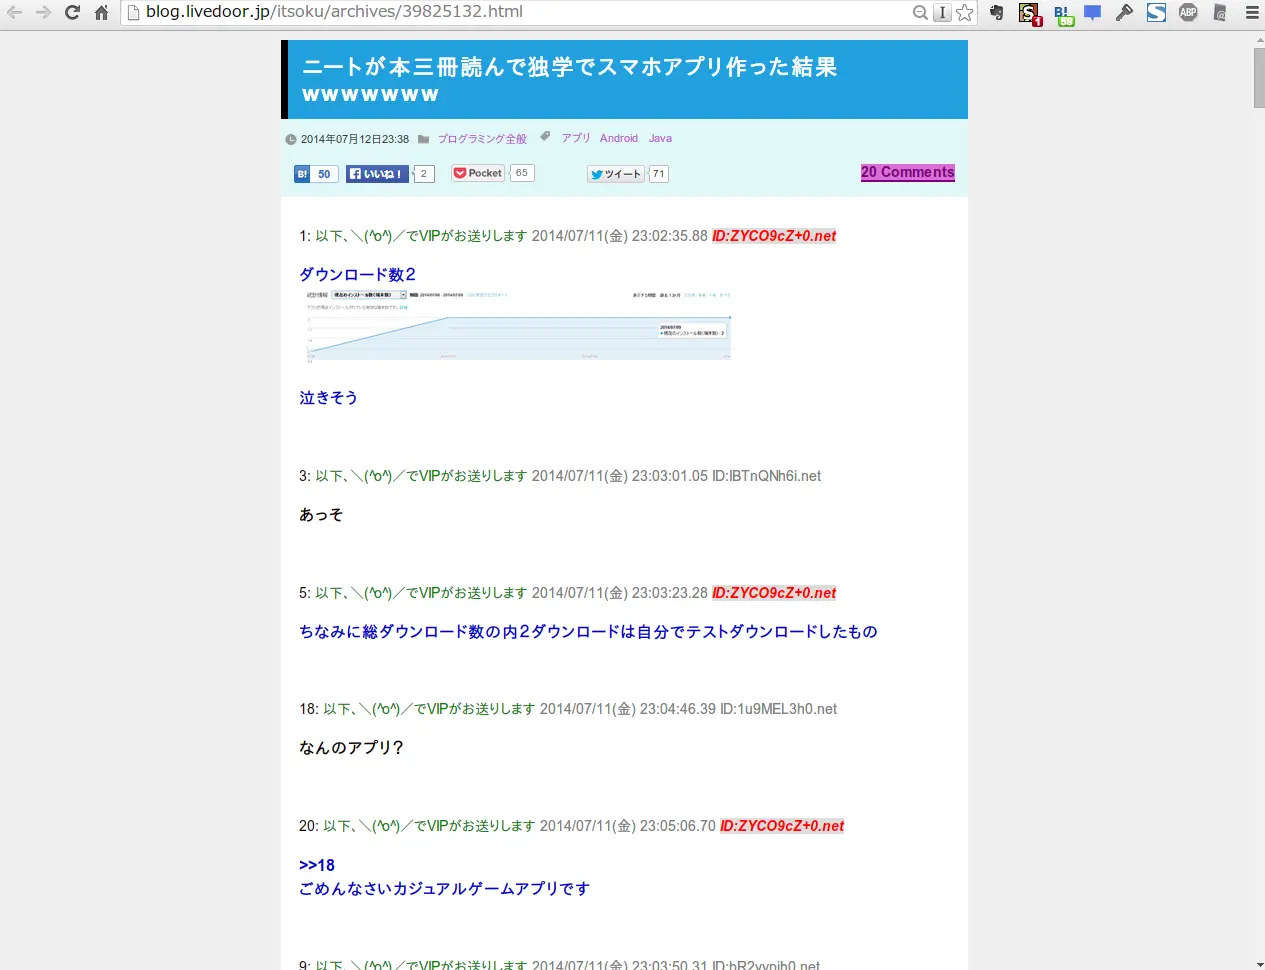 blog.livedoor.jp/itsoku/archives/39825132.html
ニートが本三冊読んで独学でスマホアプリ作った結果
wwwwwww
2014年07月12日23:38 プログラミング全般 アプリ Android Java
B! 50 いいね！ 2 Pocket 65 ツイート 71 20 Comments
1: 以下、＼(^o^)／でVIPがお送りします 2014/07/11(金) 23:02:35.88 ID:ZYCO9cZ+0.net
ダウンロード数２
泣きそう
3: 以下、＼(^o^)／でVIPがお送りします 2014/07/11(金) 23:03:01.05 ID:IBTnQNh6i.net
あっそ
5: 以下、＼(^o^)／でVIPがお送りします 2014/07/11(金) 23:03:23.28 ID:ZYCO9cZ+0.net
ちなみに総ダウンロード数の内２ダウンロードは自分でテストダウンロードしたもの
18: 以下、＼(^o^)／でVIPがお送りします 2014/07/11(金) 23:04:46.39 ID:1u9MEL3h0.net
なんのアプリ？
20: 以下、＼(^o^)／でVIPがお送りします 2014/07/11(金) 23:05:06.70 ID:ZYCO9cZ+0.net
>>18
ごめんなさいカジュアルゲームアプリです
9: 以下、＼(^o^)／でVIPがお送りします 2014/07/11(金) 23:03:50.31